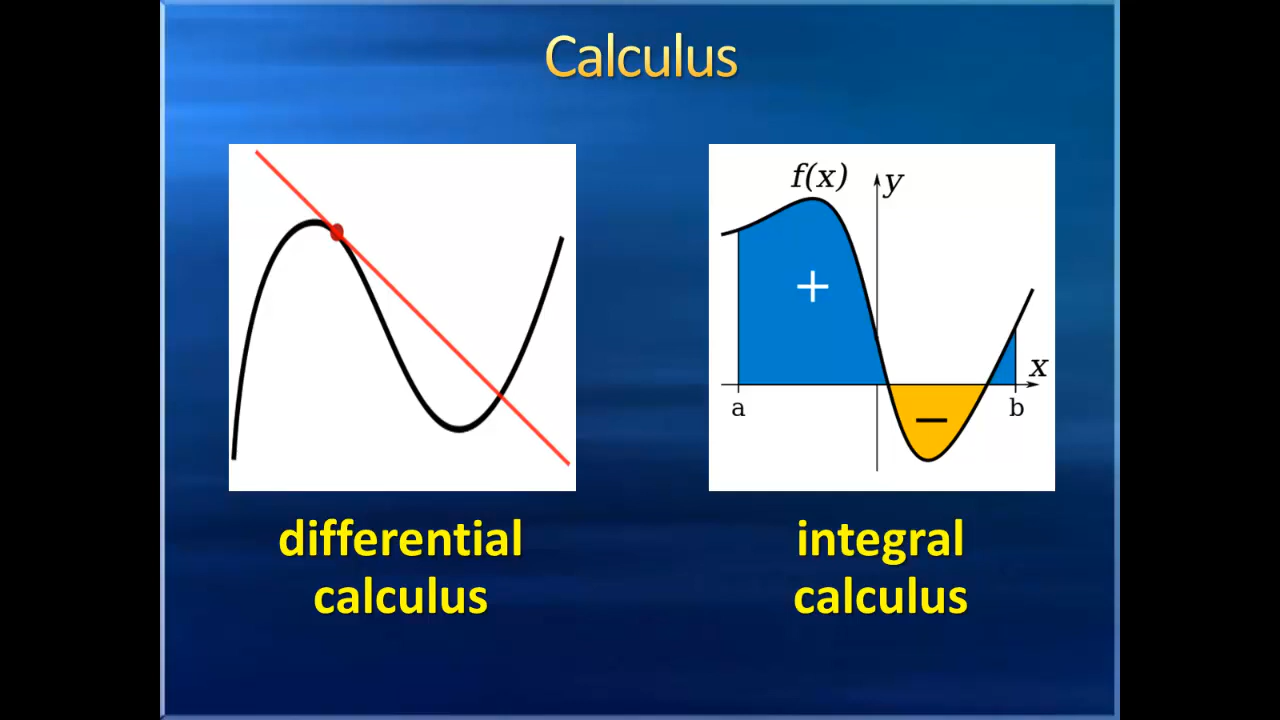 Calculus
f(x)
y
+
x
a
b
−
differential
calculus
integral
calculus